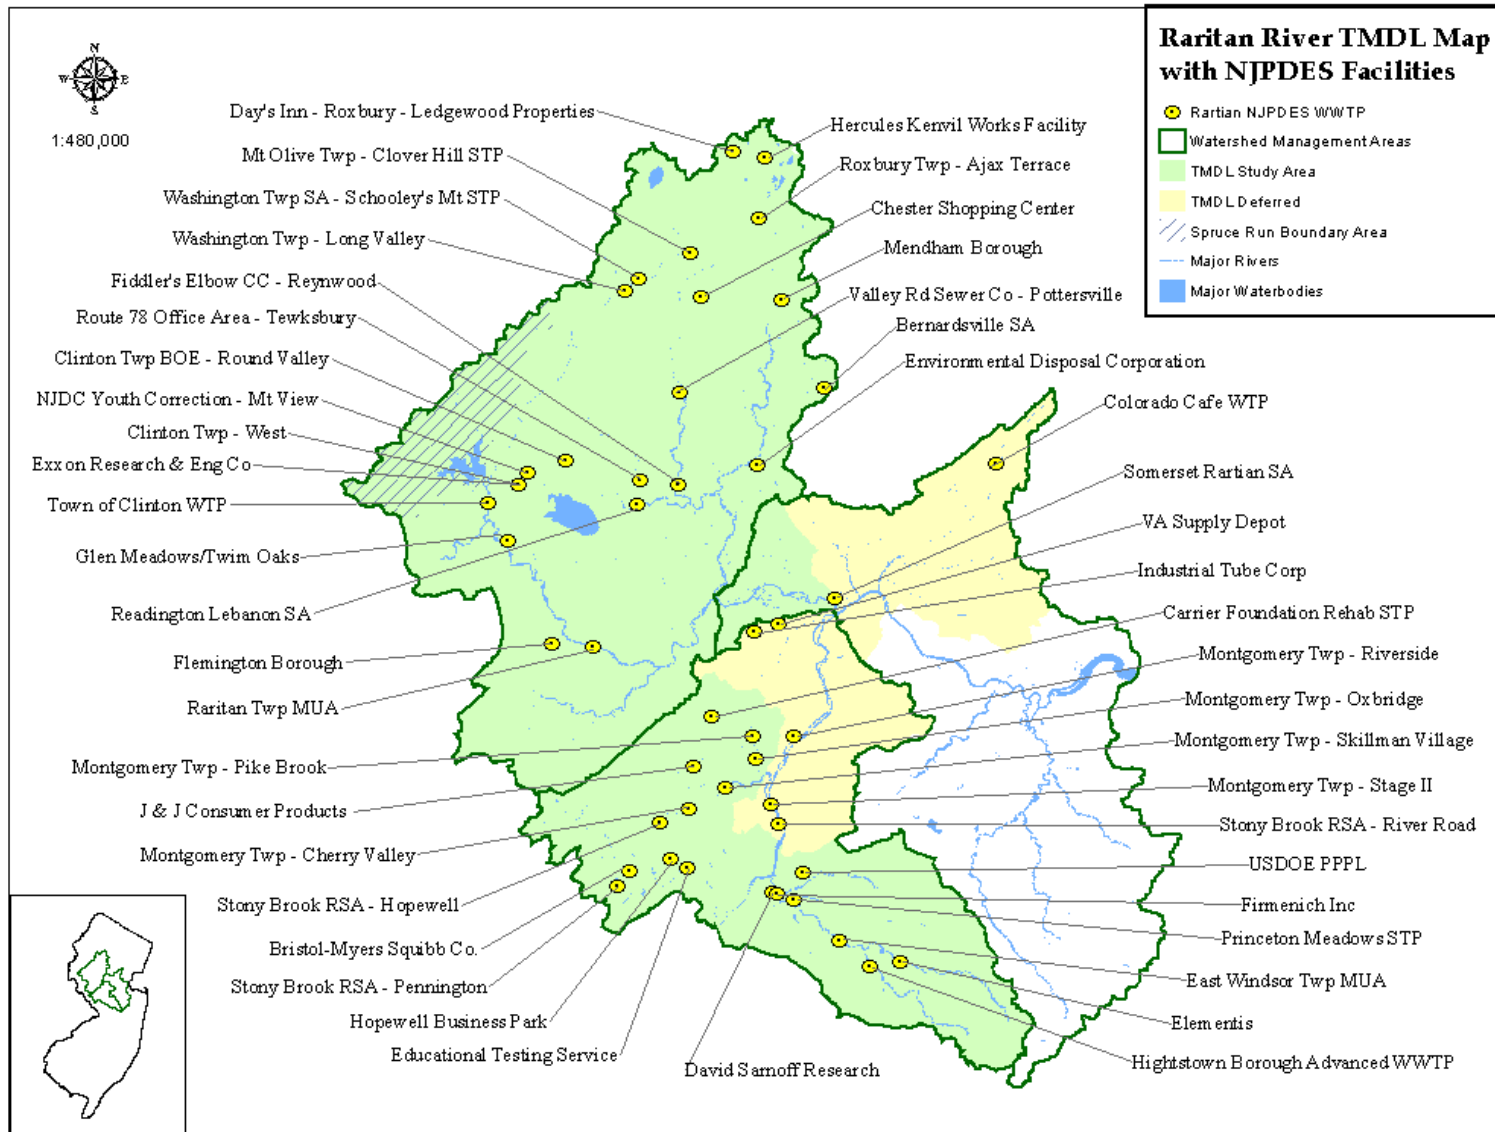 Raritan River TMDL Map
with NJPDES Facilities
Rartian NJPDES WWTP
Watershed Management Areas
TMDL Study Area
TMDL Deferred
Spruce Run Boundary Area
Major Rivers
Major Waterbodies
N
W E
S
1:480,000
Day's Inn - Roxbury - Ledgewood Properties
Mt Olive Twp - Clover Hill STP
Washington Twp SA - Schooley's Mt STP
Washington Twp - Long Valley
Fiddler's Elbow CC - Reynwood
Route 78 Office Area - Tewksbury
Clinton Twp BOE - Round Valley
NJDC Youth Correction - Mt View
Clinton Twp - West
Exxon Research & Eng Co
Town of Clinton WTP
Glen Meadows/Twim Oaks
Readington Lebanon SA
Flemington Borough
Raritan Twp MUA
Montgomery Twp - Pike Brook
J & J Consumer Products
Montgomery Twp - Cherry Valley
Stony Brook RSA - Hopewell
Bristol-Myers Squibb Co.
Stony Brook RSA - Pennington
Hopewell Business Park
Educational Testing Service
David Sarnoff Research
Hercules Kenvil Works Facility
Roxbury Twp - Ajax Terrace
Chester Shopping Center
Mendham Borough
Valley Rd Sewer Co - Pottersville
Bernardsville SA
Environmental Disposal Corporation
Colorado Cafe WTP
Somerset Rartian SA
VA Supply Depot
Industrial Tube Corp
Carrier Foundation Rehab STP
Montgomery Twp - Riverside
Montgomery Twp - Oxbridge
Montgomery Twp - Skillman Village
Montgomery Twp - Stage II
Stony Brook RSA - River Road
USDOE PPPL
Firmenich Inc
Princeton Meadows STP
East Windsor Twp MUA
Elementis
Hightstown Borough Advanced WWTP